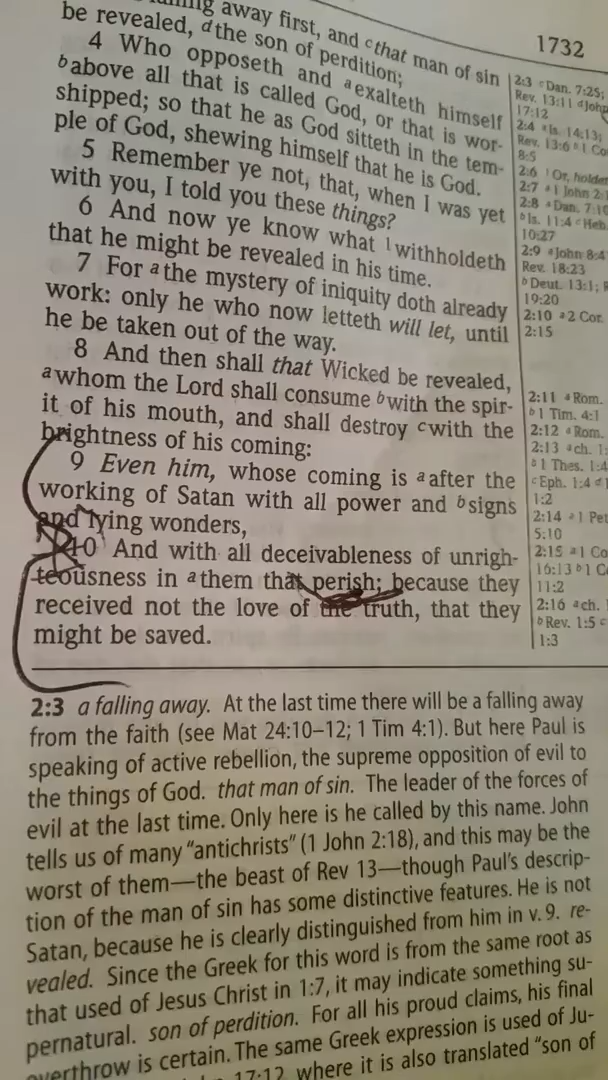 away first, and c that man of sin
be revealed, d the son of perdition;
4 Who opposeth and a exalteth himself
b above all that is called God, or that is wor-
shipped; so that he as God sitteth in the tem-
ple of God, shewing himself that he is God.
5 Remember ye not, that, when I was yet
with you, I told you these things?
6 And now ye know what 1 withholdeth
that he might be revealed in his time.
7 For a the mystery of iniquity doth already
work: only he who now letteth will let, until
he be taken out of the way.
8 And then shall that Wicked be revealed,
a whom the Lord shall consume b with the spir-
it of his mouth, and shall destroy c with the
brightness of his coming:
9 Even him, whose coming is a after the
working of Satan with all power and b signs
and lying wonders,
10 And with all deceivableness of unrigh-
teousness in a them that perish; because they
received not the love of the truth, that they
might be saved.
1732
2:3 c Dan. 7:25;
Rev. 13:11 d John
17:12
2:4 a Is. 14:13;
Rev. 13:6 b 1 Co
8:5
2:6 1 Or, holdet
2:7 a 1 John 2:1
2:8 a Dan. 7:10
b Is. 11:4 c Heb.
10:27
2:9 a John 8:4
Rev. 18:23
b Deut. 13:1;
19:20
2:10 a 2 Cor.
2:15
2:11 a Rom.
b 1 Tim. 4:1
2:12 a Rom.
2:13 a ch. 1:
b 1 Thes. 1:4
c Eph. 1:4 d 1
1:2
2:14 a 1 Pet
5:10
2:15 a 1 Co
16:13 b 1 C
11:2
2:16 a ch.
b Rev. 1:5 c
1:3
2:3 a falling away. At the last time there will be a falling away
from the faith (see Mat 24:10–12; 1 Tim 4:1). But here Paul is
speaking of active rebellion, the supreme opposition of evil to
the things of God. that man of sin. The leader of the forces of
evil at the last time. Only here is he called by this name. John
tells us of many "antichrists" (1 John 2:18), and this may be the
worst of them—the beast of Rev 13—though Paul's descrip-
tion of the man of sin has some distinctive features. He is not
Satan, because he is clearly distinguished from him in v. 9. re-
vealed. Since the Greek for this word is from the same root as
that used of Jesus Christ in 1:7, it may indicate something su-
pernatural. son of perdition. For all his proud claims, his final
overthrow is certain. The same Greek expression is used of Ju-
17:12, where it is also translated "son of